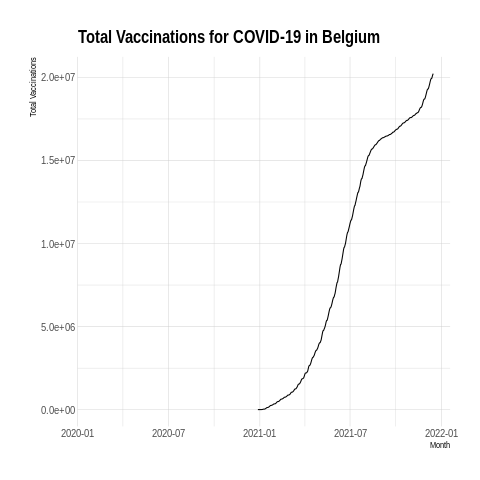 Total Vaccinations for COVID-19 in Belgium
Total Vaccinations
2.0e+07
1.5e+07
1.0e+07
5.0e+06
0.0e+00
2020-01 2020-07 2021-01 2021-07 2022-01
Month